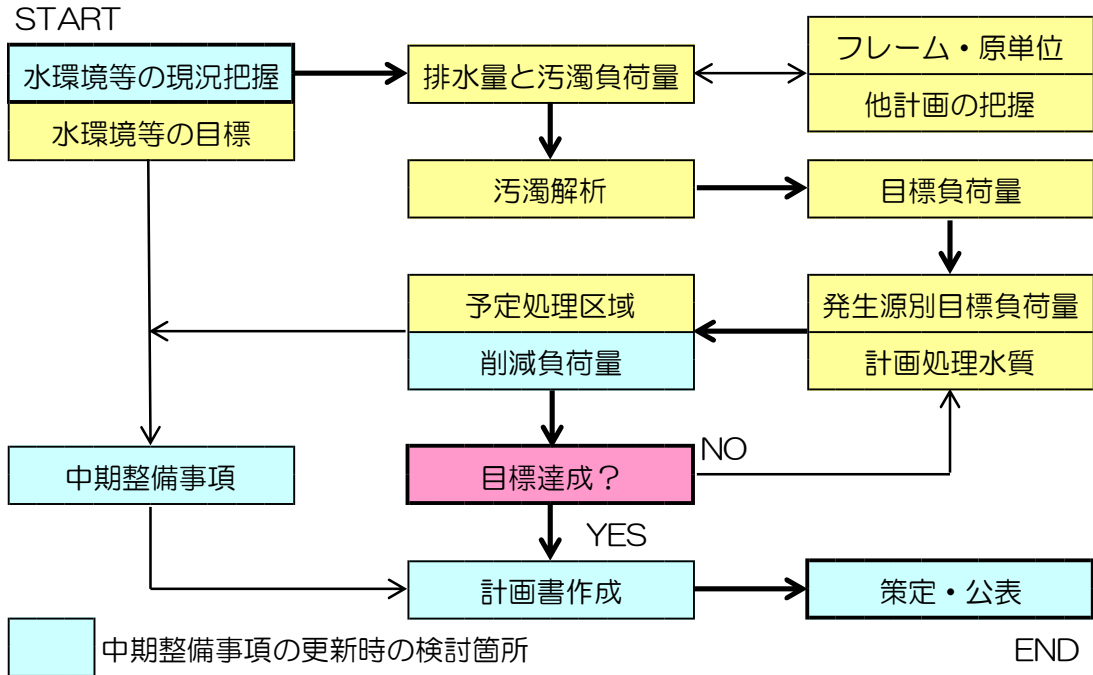 START
水環境等の現況把握
水環境等の目標
排水量と汚濁負荷量
フレーム・原単位
他計画の把握
汚濁解析
目標負荷量
予定処理区域
削減負荷量
発生源別目標負荷量
計画処理水質
中期整備事項
目標達成？
NO
YES
計画書作成
策定・公表
中期整備事項の更新時の検討箇所
END